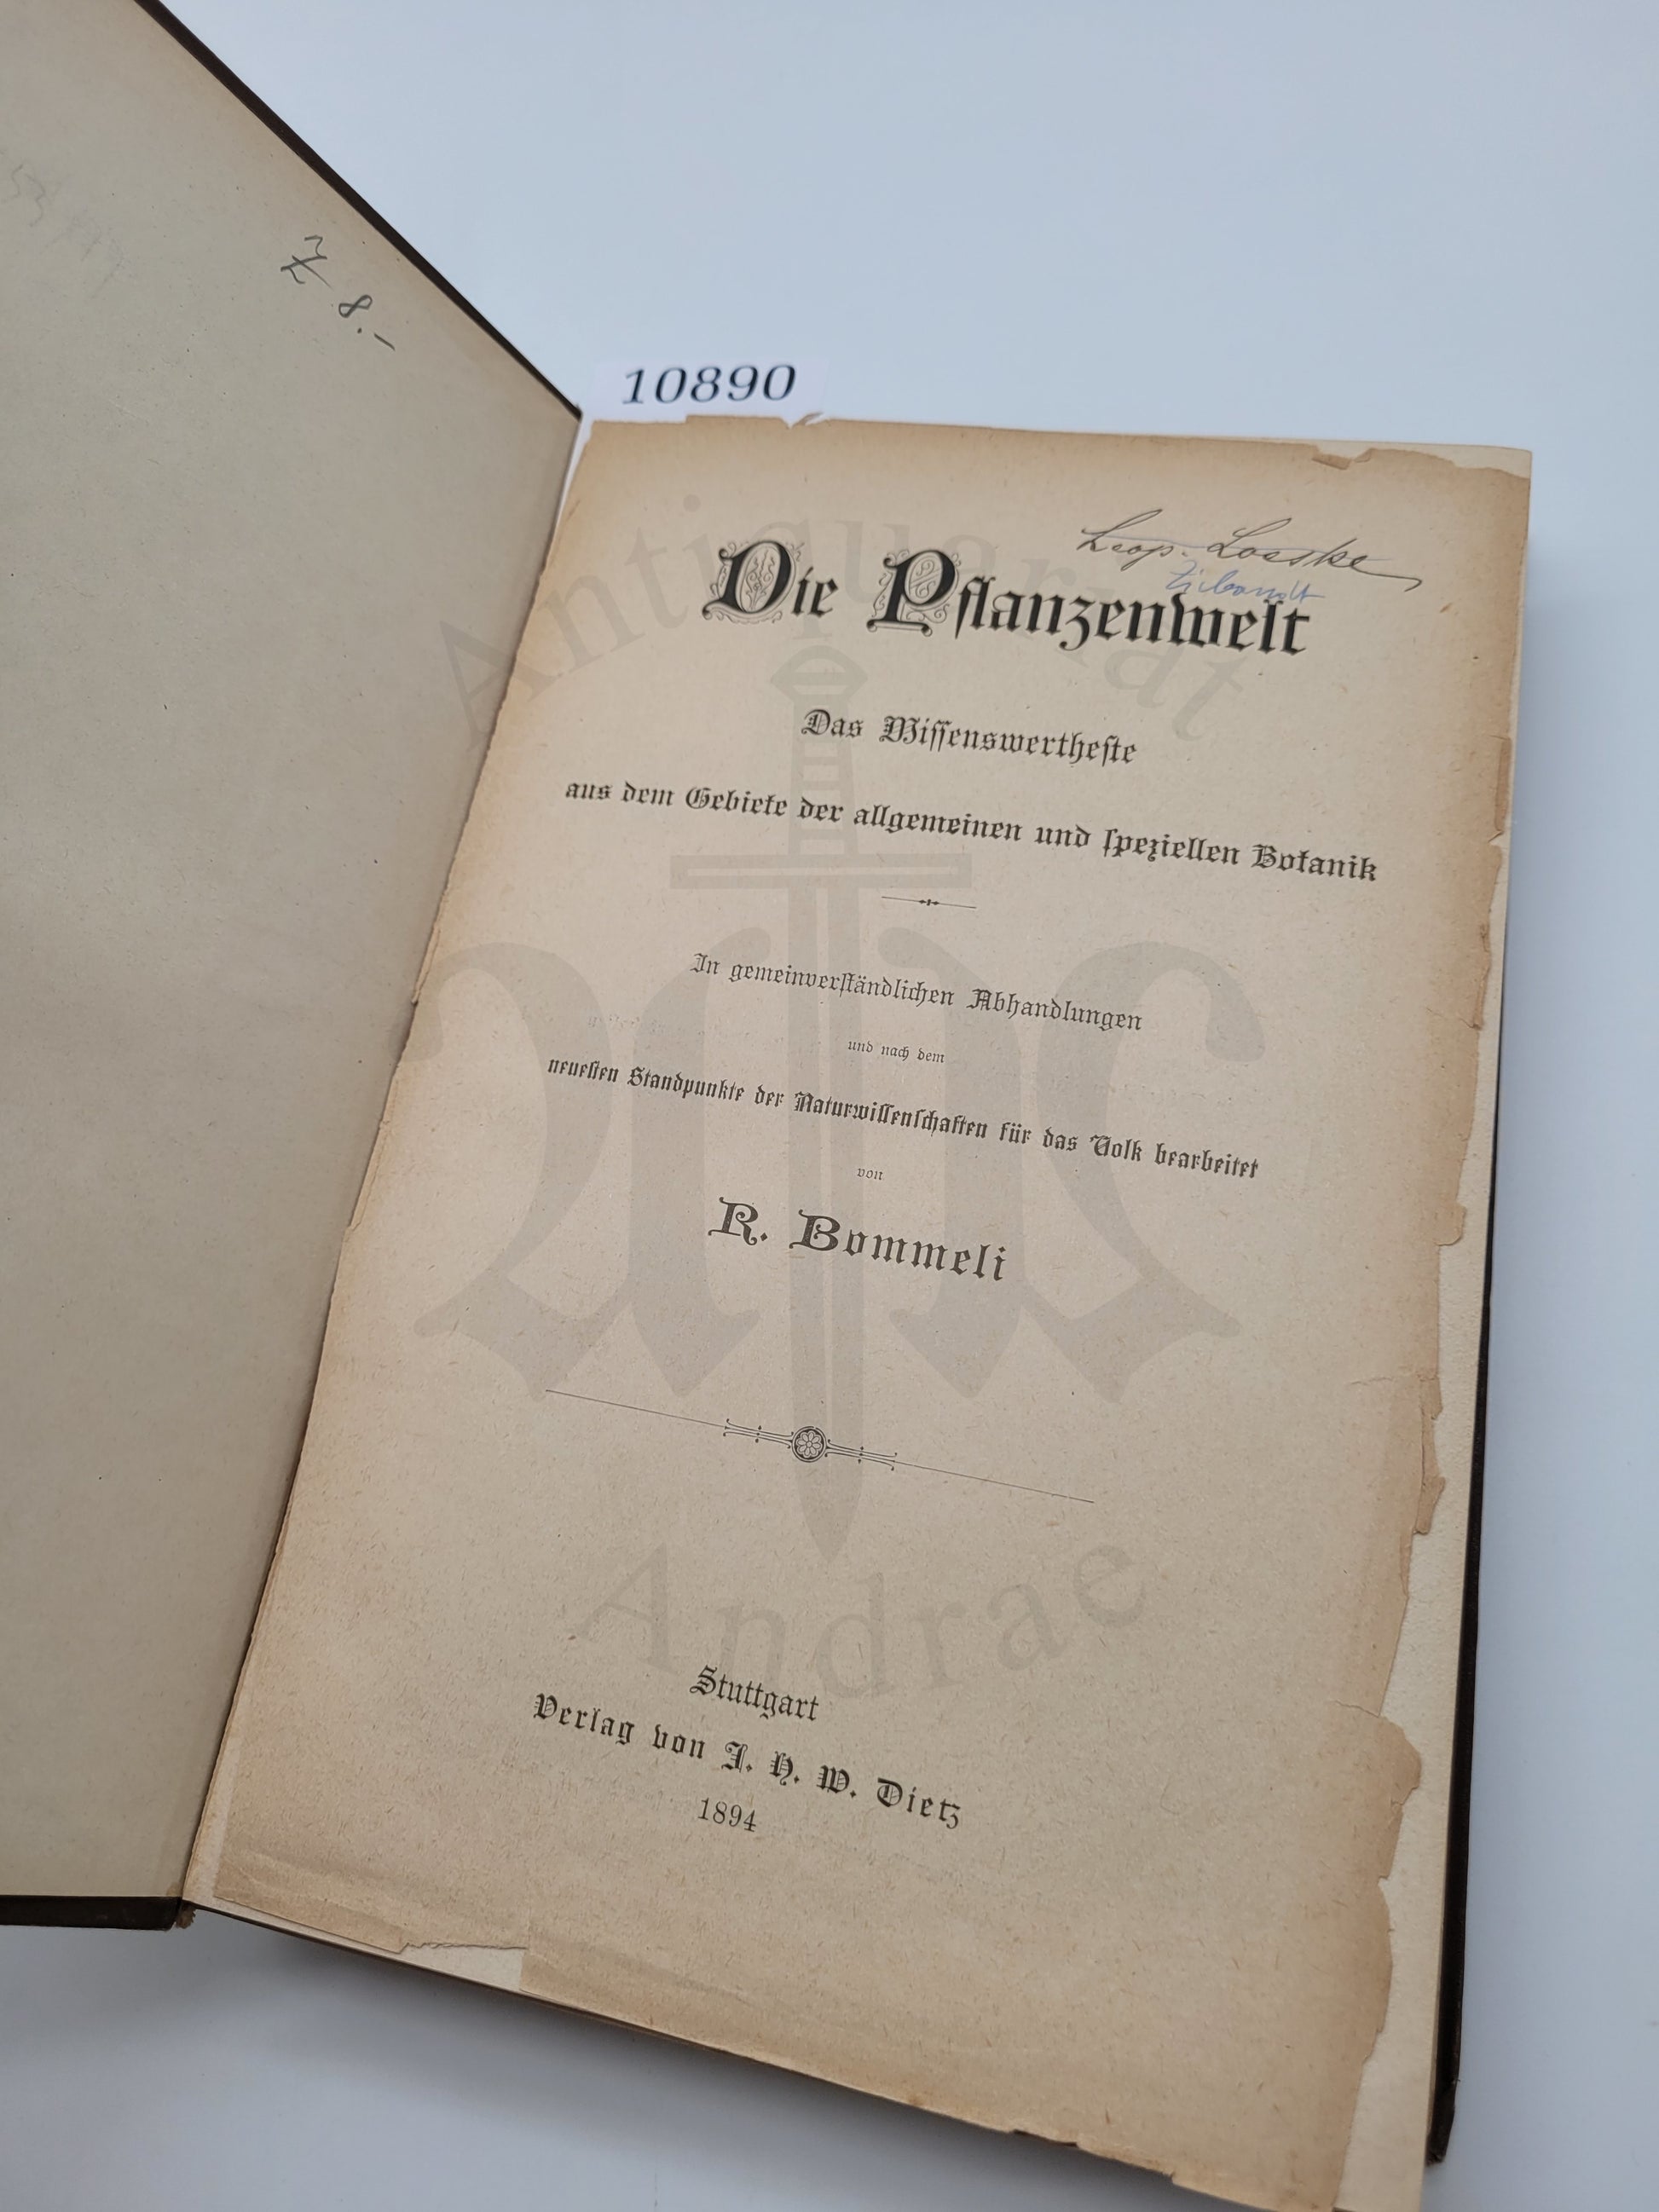 8.-
10890
Leop. Loeske
Die Pflanzenwelt
Das Wissenswertheste
aus dem Gebiete der allgemeinen und speziellen Botanik
In gemeinverständlichen Abhandlungen
und nach dem
neuesten Standpunkte der Naturwissenschaften für das Volk bearbeitet
von
R. Bommeli
Stuttgart
Verlag von J. H. W. Dietz
1894
Antiquariat
Andrae